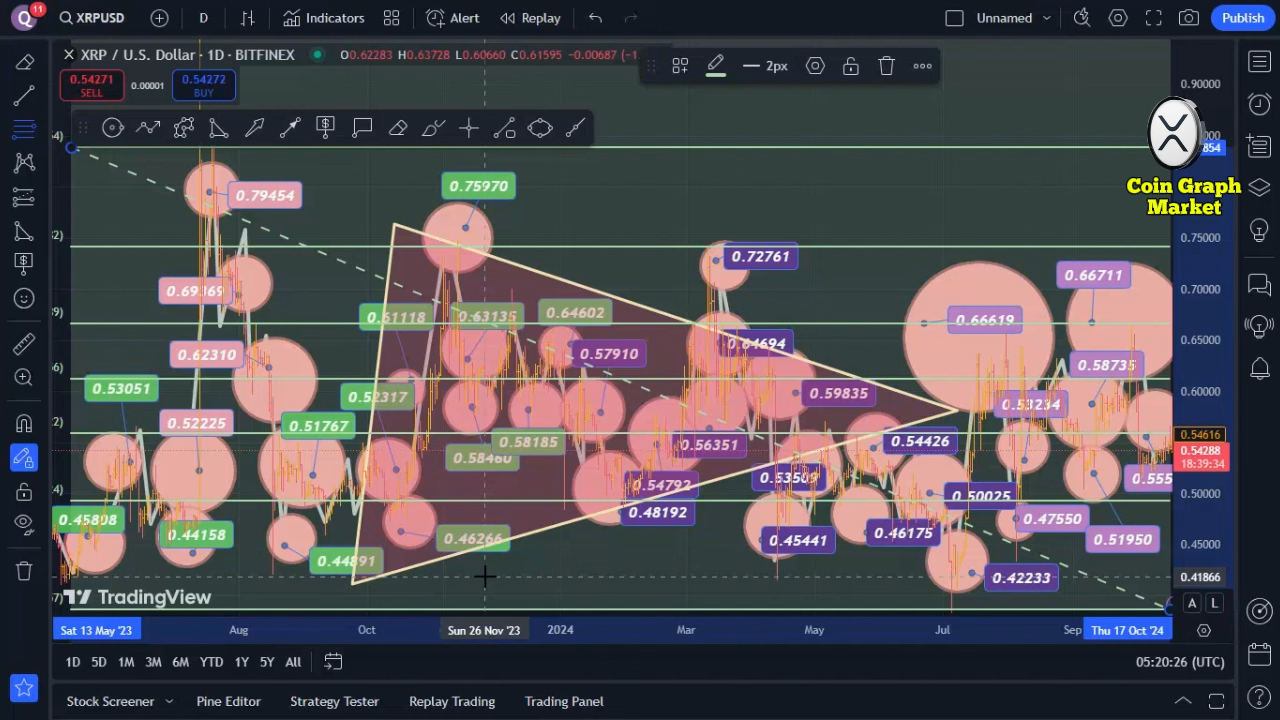 Q
11
XRPUSD
D
Indicators
Alert
Replay
Unnamed
Publish
XRP / U.S. Dollar · 1D · BITFINEX
O0.62283 H0.63728 L0.60660 C0.61595 −0.00687 (−1
0.54271
SELL
0.00001
0.54272
BUY
2px
0.90000
854
Coin Graph
Market
0.79454
0.75970
0.75000
0.72761
0.70000
0.69369
0.66711
0.66619
0.65000
0.64694
0.64602
0.63135
0.61118
0.62310
0.60000
0.59835
0.58735
0.57910
0.58185
0.58460
0.56351
0.53051
0.52317
0.52225
0.51767
0.53234
0.54426
0.54616
0.54288
18:39:34
0.54792
0.555
0.50025
0.50000
0.48192
0.47550
0.46175
0.45441
0.45808
0.44158
0.46266
0.44891
0.51950
0.45000
0.42233
0.41866
TradingView
A
L
Sat 13 May '23
Aug
Oct
Sun 26 Nov '23
2024
Mar
May
Jul
Sep
Thu 17 Oct '24
1D
5D
1M
3M
6M
YTD
1Y
5Y
All
05:20:26 (UTC)
Stock Screener
Pine Editor
Strategy Tester
Replay Trading
Trading Panel